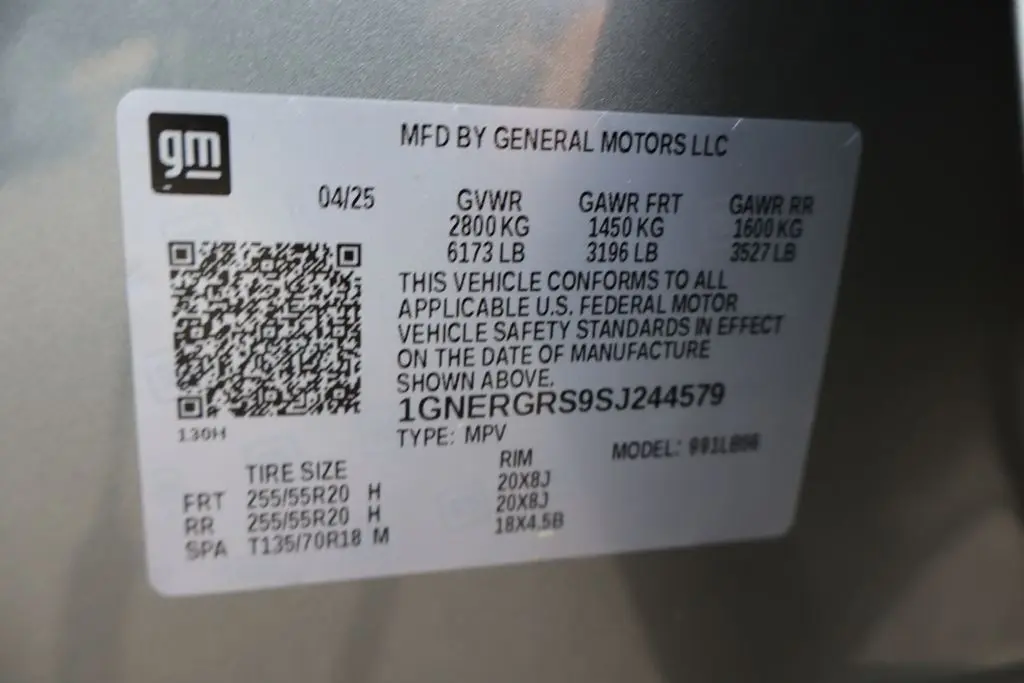 gm
MFD BY GENERAL MOTORS LLC
04/25 GVWR GAWR FRT GAWR RR
2800 KG 1450 KG 1600 KG
6173 LB 3196 LB 3527 LB
THIS VEHICLE CONFORMS TO ALL
APPLICABLE U.S. FEDERAL MOTOR
VEHICLE SAFETY STANDARDS IN EFFECT
ON THE DATE OF MANUFACTURE
SHOWN ABOVE.
1GNERGRS9SJ244579
130H
TYPE: MPV
MODEL:
TIRE SIZE RIM
FRT 255/55R20 H 20X8J
RR 255/55R20 H 20X8J
SPA T135/70R18 M 18X4.5B